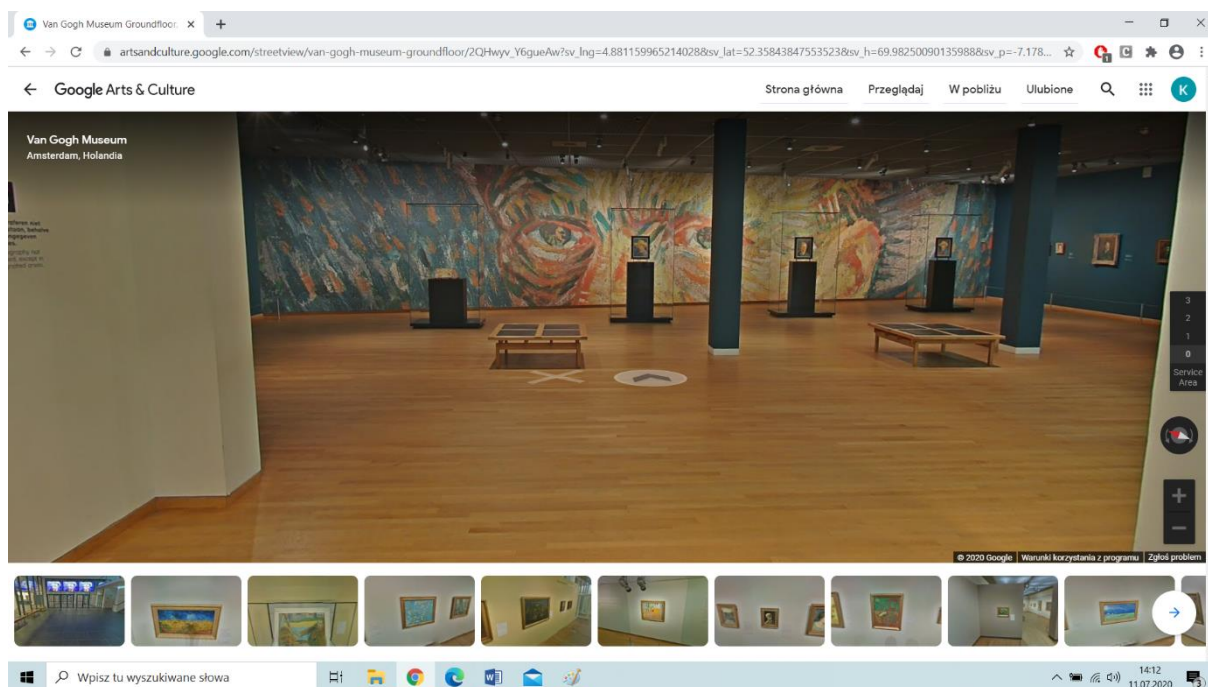 Van Gogh Museum Groundfloor
artsandculture.google.com/streetview/van-gogh-museum-groundfloor/2QHwyv_Y6gueAw?sv_lng=4.881159965214028&sv_lat=52.35843847553523&sv_h=69.98250090135988&sv_p=-7.178...
1
Google Arts & Culture
Strona główna
Przeglądaj
W pobliżu
Ulubione
K
Van Gogh Museum
Amsterdam, Holandia
3
2
1
0
Service
Area
© 2020 Google
Warunki korzystania z programu
Zgłoś problem
Wpisz tu wyszukiwane słowa
14:12
11.07.2020
3